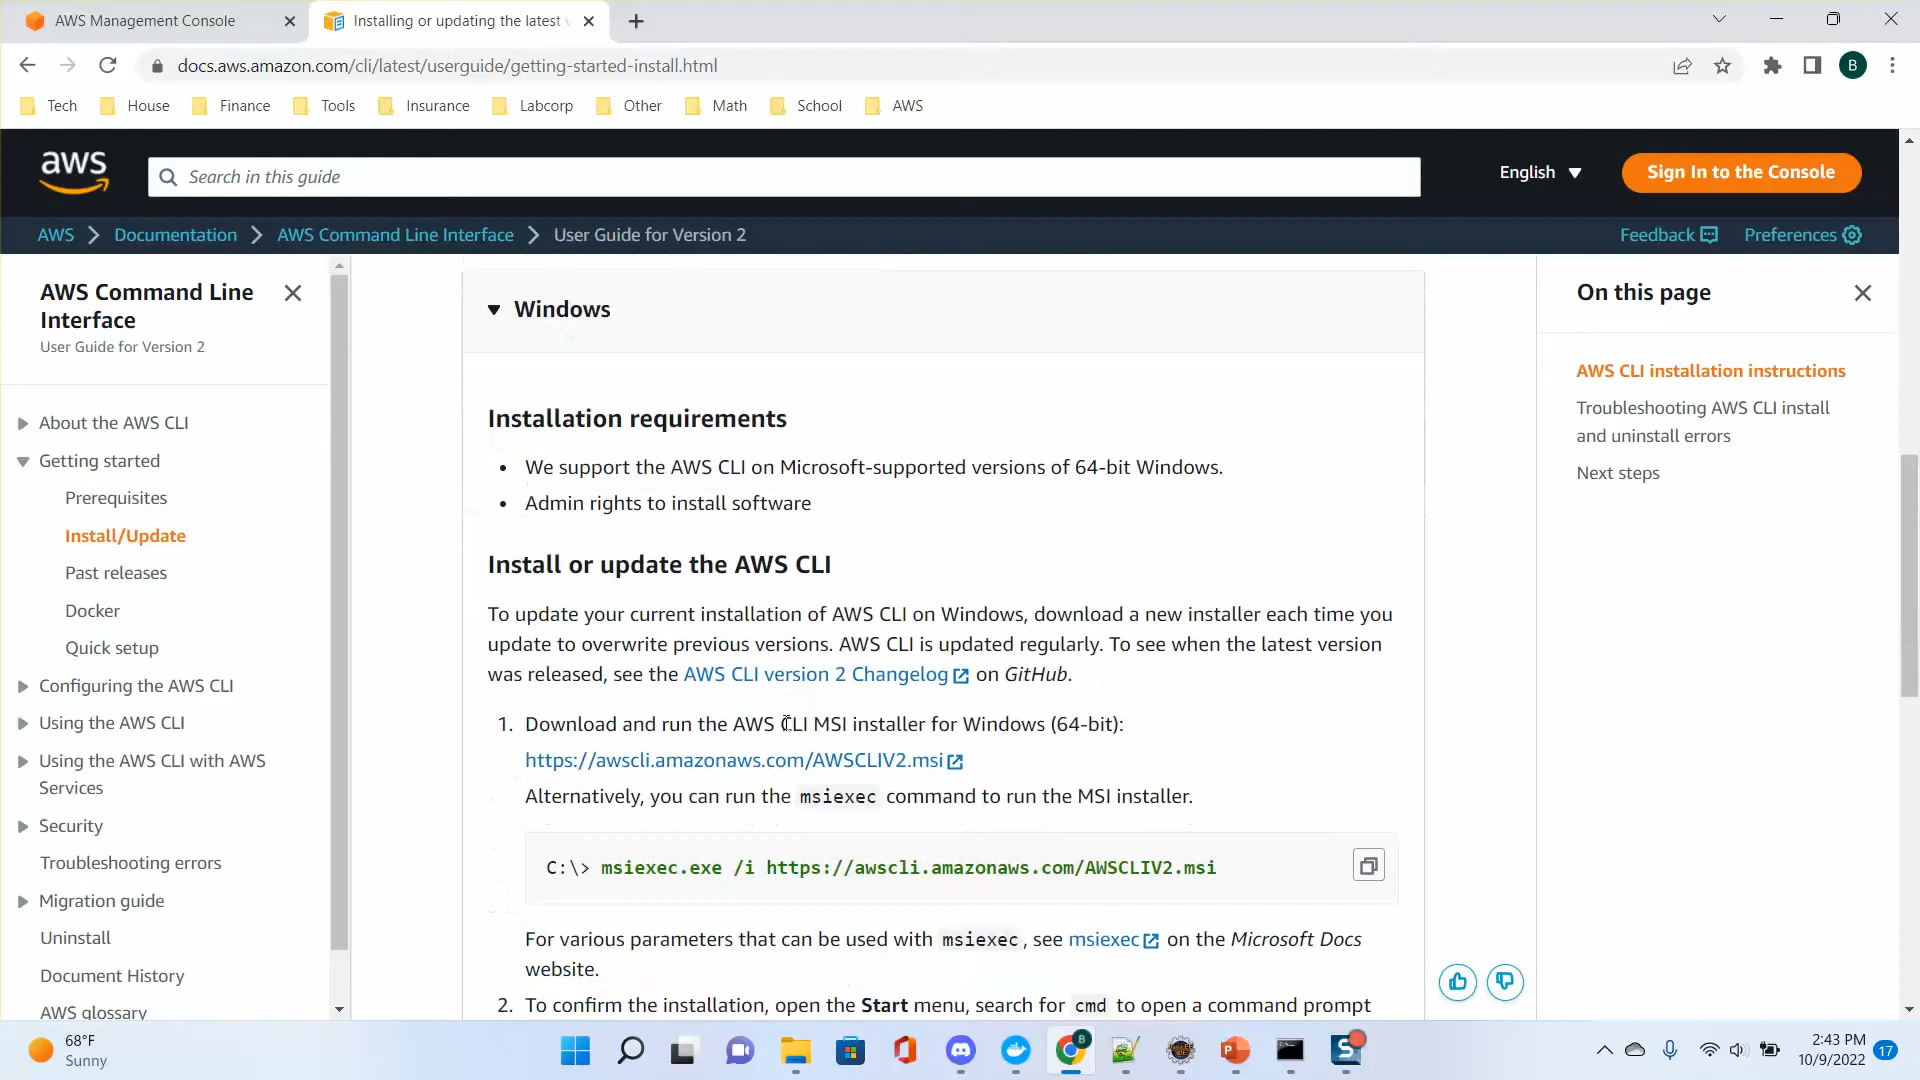 AWS Management Console
Installing or updating the latest
docs.aws.amazon.com/cli/latest/userguide/getting-started-install.html
B
Tech
House
Finance
Tools
Insurance
Labcorp
Other
Math
School
AWS
aws
Search in this guide
English
Sign In to the Console
AWS
Documentation
AWS Command Line Interface
User Guide for Version 2
Feedback
Preferences
AWS Command Line
Interface
User Guide for Version 2
About the AWS CLI
Getting started
Prerequisites
Install/Update
Past releases
Docker
Quick setup
Configuring the AWS CLI
Using the AWS CLI
Using the AWS CLI with AWS
Services
Security
Troubleshooting errors
Migration guide
Uninstall
Document History
AWS glossary
Windows
Installation requirements
• We support the AWS CLI on Microsoft-supported versions of 64-bit Windows.
• Admin rights to install software
Install or update the AWS CLI
To update your current installation of AWS CLI on Windows, download a new installer each time you
update to overwrite previous versions. AWS CLI is updated regularly. To see when the latest version
was released, see the AWS CLI version 2 Changelog on GitHub.
1. Download and run the AWS CLI MSI installer for Windows (64-bit):
https://awscli.amazonaws.com/AWSCLIV2.msi
Alternatively, you can run the msiexec command to run the MSI installer.
C:\> msiexec.exe /i https://awscli.amazonaws.com/AWSCLIV2.msi
For various parameters that can be used with msiexec, see msiexec on the Microsoft Docs
website.
2. To confirm the installation, open the Start menu, search for cmd to open a command prompt
On this page
AWS CLI installation instructions
Troubleshooting AWS CLI install
and uninstall errors
Next steps
68°F
Sunny
B
S
2:43 PM
10/9/2022
17